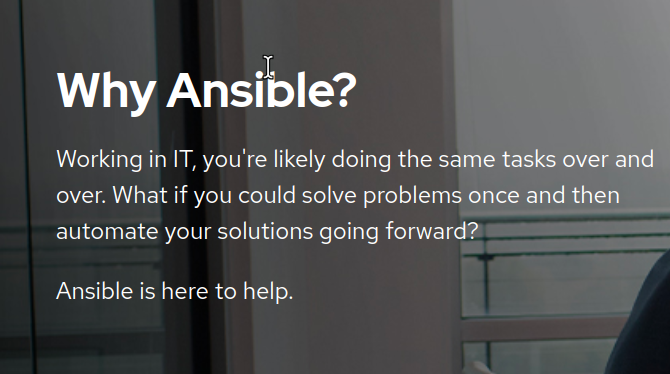 Why Ansible?
Working in IT, you're likely doing the same tasks over and
over. What if you could solve problems once and then
automate your solutions going forward?
Ansible is here to help.